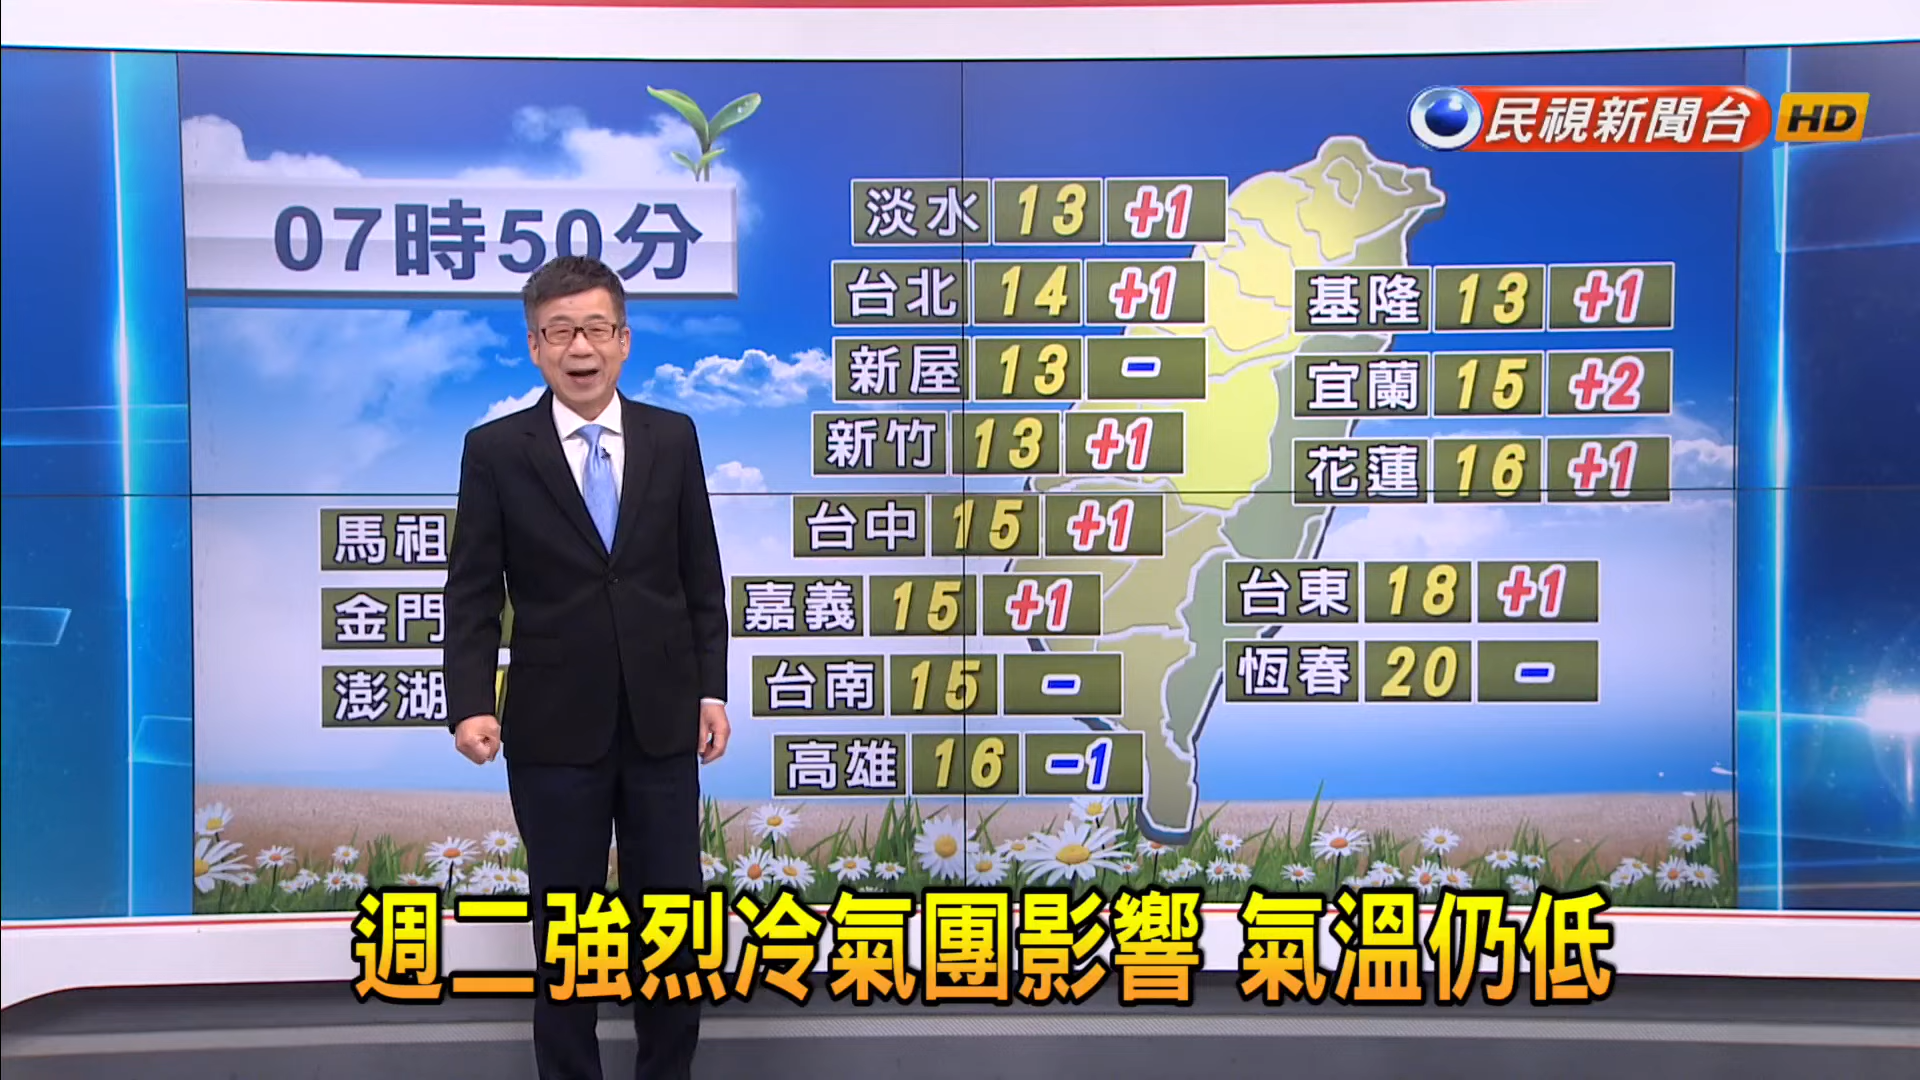 民視新聞台 HD
07時50分
淡水 13 +1
台北 14 +1
新屋 13 -
新竹 13 +1
台中 15 +1
嘉義 15 +1
台南 15 -
高雄 16 -1
基隆 13 +1
宜蘭 15 +2
花蓮 16 +1
台東 18 +1
恆春 20 -
馬祖
金門
澎湖
週二強烈冷氣團影響 氣溫仍低